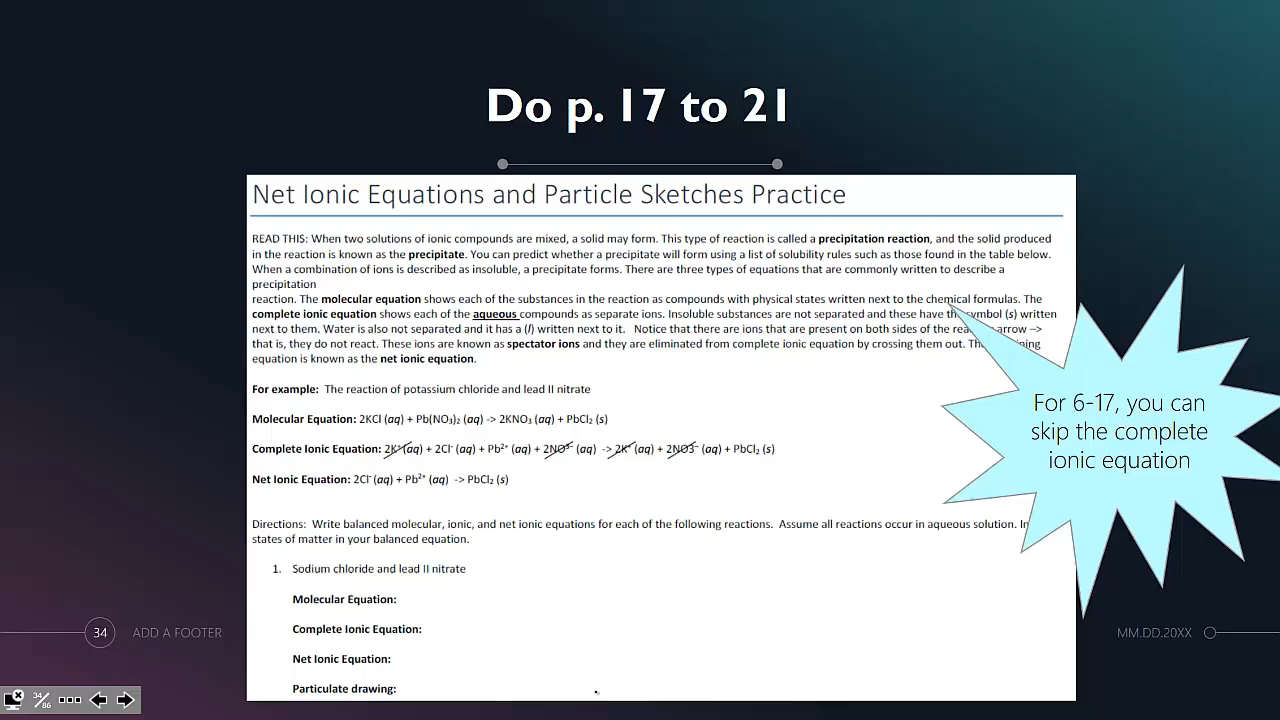 Do p. 17 to 21
Net Ionic Equations and Particle Sketches Practice
READ THIS: When two solutions of ionic compounds are mixed, a solid may form. This type of reaction is called a precipitation reaction, and the solid produced
in the reaction is known as the precipitate. You can predict whether a precipitate will form using a list of solubility rules such as those found in the table below.
When a combination of ions is described as insoluble, a precipitate forms. There are three types of equations that are commonly written to describe a
precipitation
reaction. The molecular equation shows each of the substances in the reaction as compounds with physical states written next to the chemical formulas. The
complete ionic equation shows each of the aqueous compounds as separate ions. Insoluble substances are not separated and these have the symbol (s) written
next to them. Water is also not separated and it has a (l) written next to it. Notice that there are ions that are present on both sides of the arrow –>
that is, they do not react. These ions are known as spectator ions and they are eliminated from complete ionic equation by crossing them out.
equation is known as the net ionic equation.
For example: The reaction of potassium chloride and lead II nitrate
Molecular Equation: 2KCl (aq) + Pb(NO₃)₂ (aq) -> 2KNO₃ (aq) + PbCl₂ (s)
Complete Ionic Equation: 2K⁺ (aq) + 2Cl⁻ (aq) + Pb²⁺ (aq) + 2NO³⁻ (aq) -> 2K⁺ (aq) + 2NO3⁻ (aq) + PbCl₂ (s)
Net Ionic Equation: 2Cl⁻ (aq) + Pb²⁺ (aq) -> PbCl₂ (s)
Directions: Write balanced molecular, ionic, and net ionic equations for each of the following reactions. Assume all reactions occur in aqueous solution.
states of matter in your balanced equation.
1. Sodium chloride and lead II nitrate
Molecular Equation:
Complete Ionic Equation:
Net Ionic Equation:
Particulate drawing:
For 6-17, you can
skip the complete
ionic equation
34
ADD A FOOTER
MM.DD.20XX
34/86